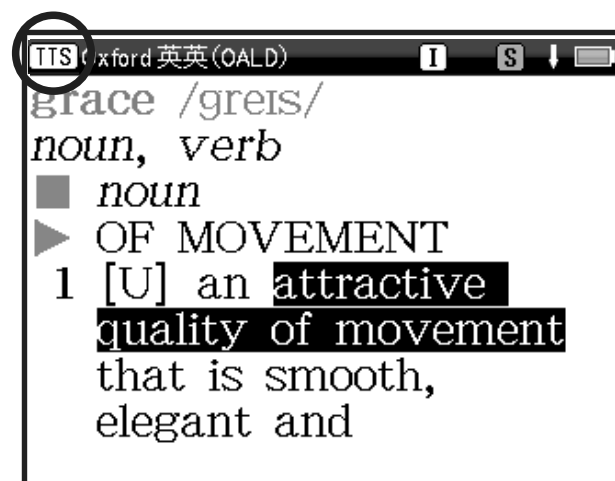 TTS Oxford 英英(OALD) I S
grace /greɪs/
noun, verb
noun
OF MOVEMENT
1 [U] an attractive
quality of movement
that is smooth,
elegant and